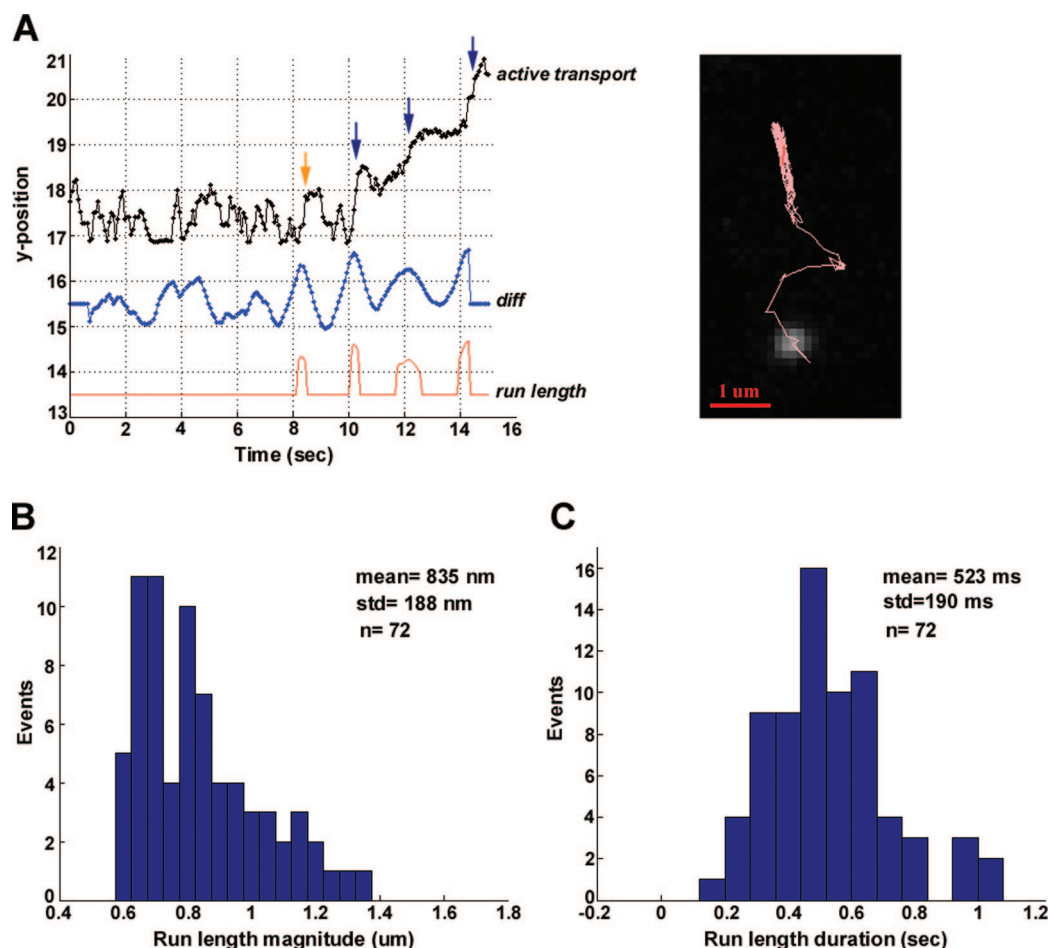 A
21
20
19
18
17
16
15
14
13
y-position
active transport
diff
run length
0 2 4 6 8 10 12 14 16
Time (sec)
1 um
B
12
10
8
6
4
2
0
Events
mean= 835 nm
std= 188 nm
n= 72
0.4 0.6 0.8 1 1.2 1.4 1.6 1.8
Run length magnitude (um)
C
16
14
12
10
8
6
4
2
0
Events
mean= 523 ms
std=190 ms
n= 72
-0.2 0 0.2 0.4 0.6 0.8 1 1.2
Run length duration (sec)